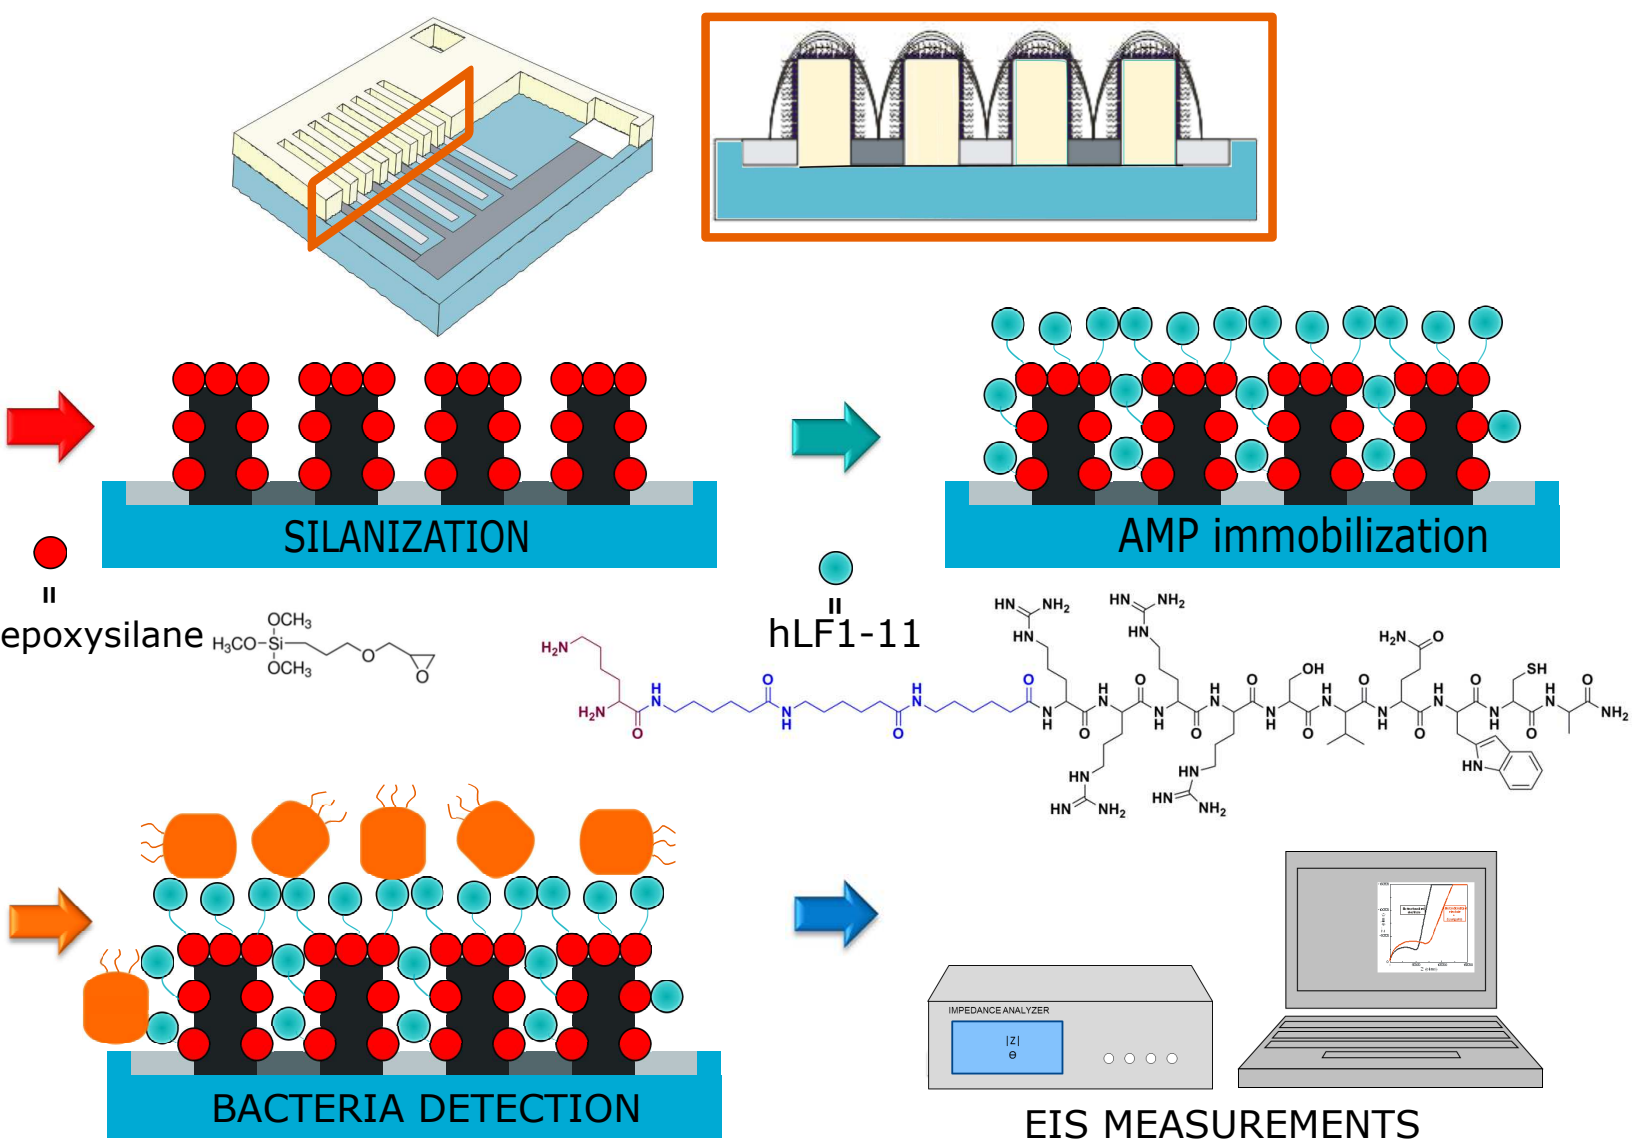 SILANIZATION
AMP immobilization
=
epoxysilane
OCH₃
H₃CO
Si
OCH₃
O
O
=
hLF1-11
H₂N
H₂N
O
H
N
O
N
H
O
H
N
O
N
H
O
H
N
O
N
H
O
H
N
O
N
H
O
H
N
O
N
H
O
H
N
O
N
H
O
NH₂
HN
NH₂
HN
HN
NH₂
HN
HN
HN
NH₂
HN
HN
NH₂
OH
H₂N
O
SH
HN
BACTERIA DETECTION
IMPEDANCE ANALYZER
|Z|
Θ
EIS MEASUREMENTS